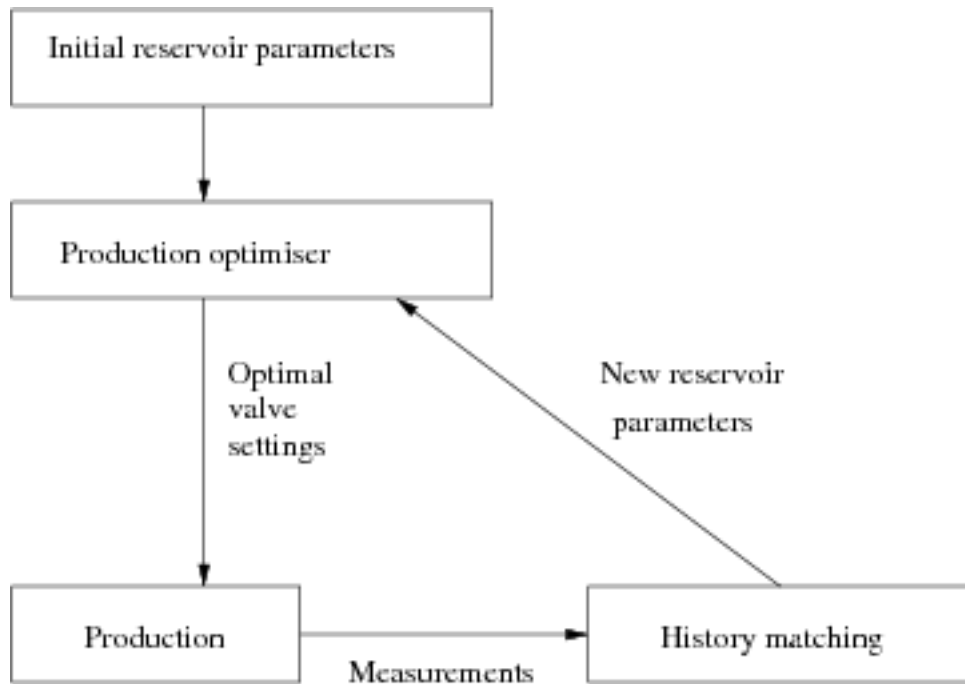 Initial reservoir parameters
Production optimiser
Optimal
valve
settings
New reservoir
parameters
Production
Measurements
History matching